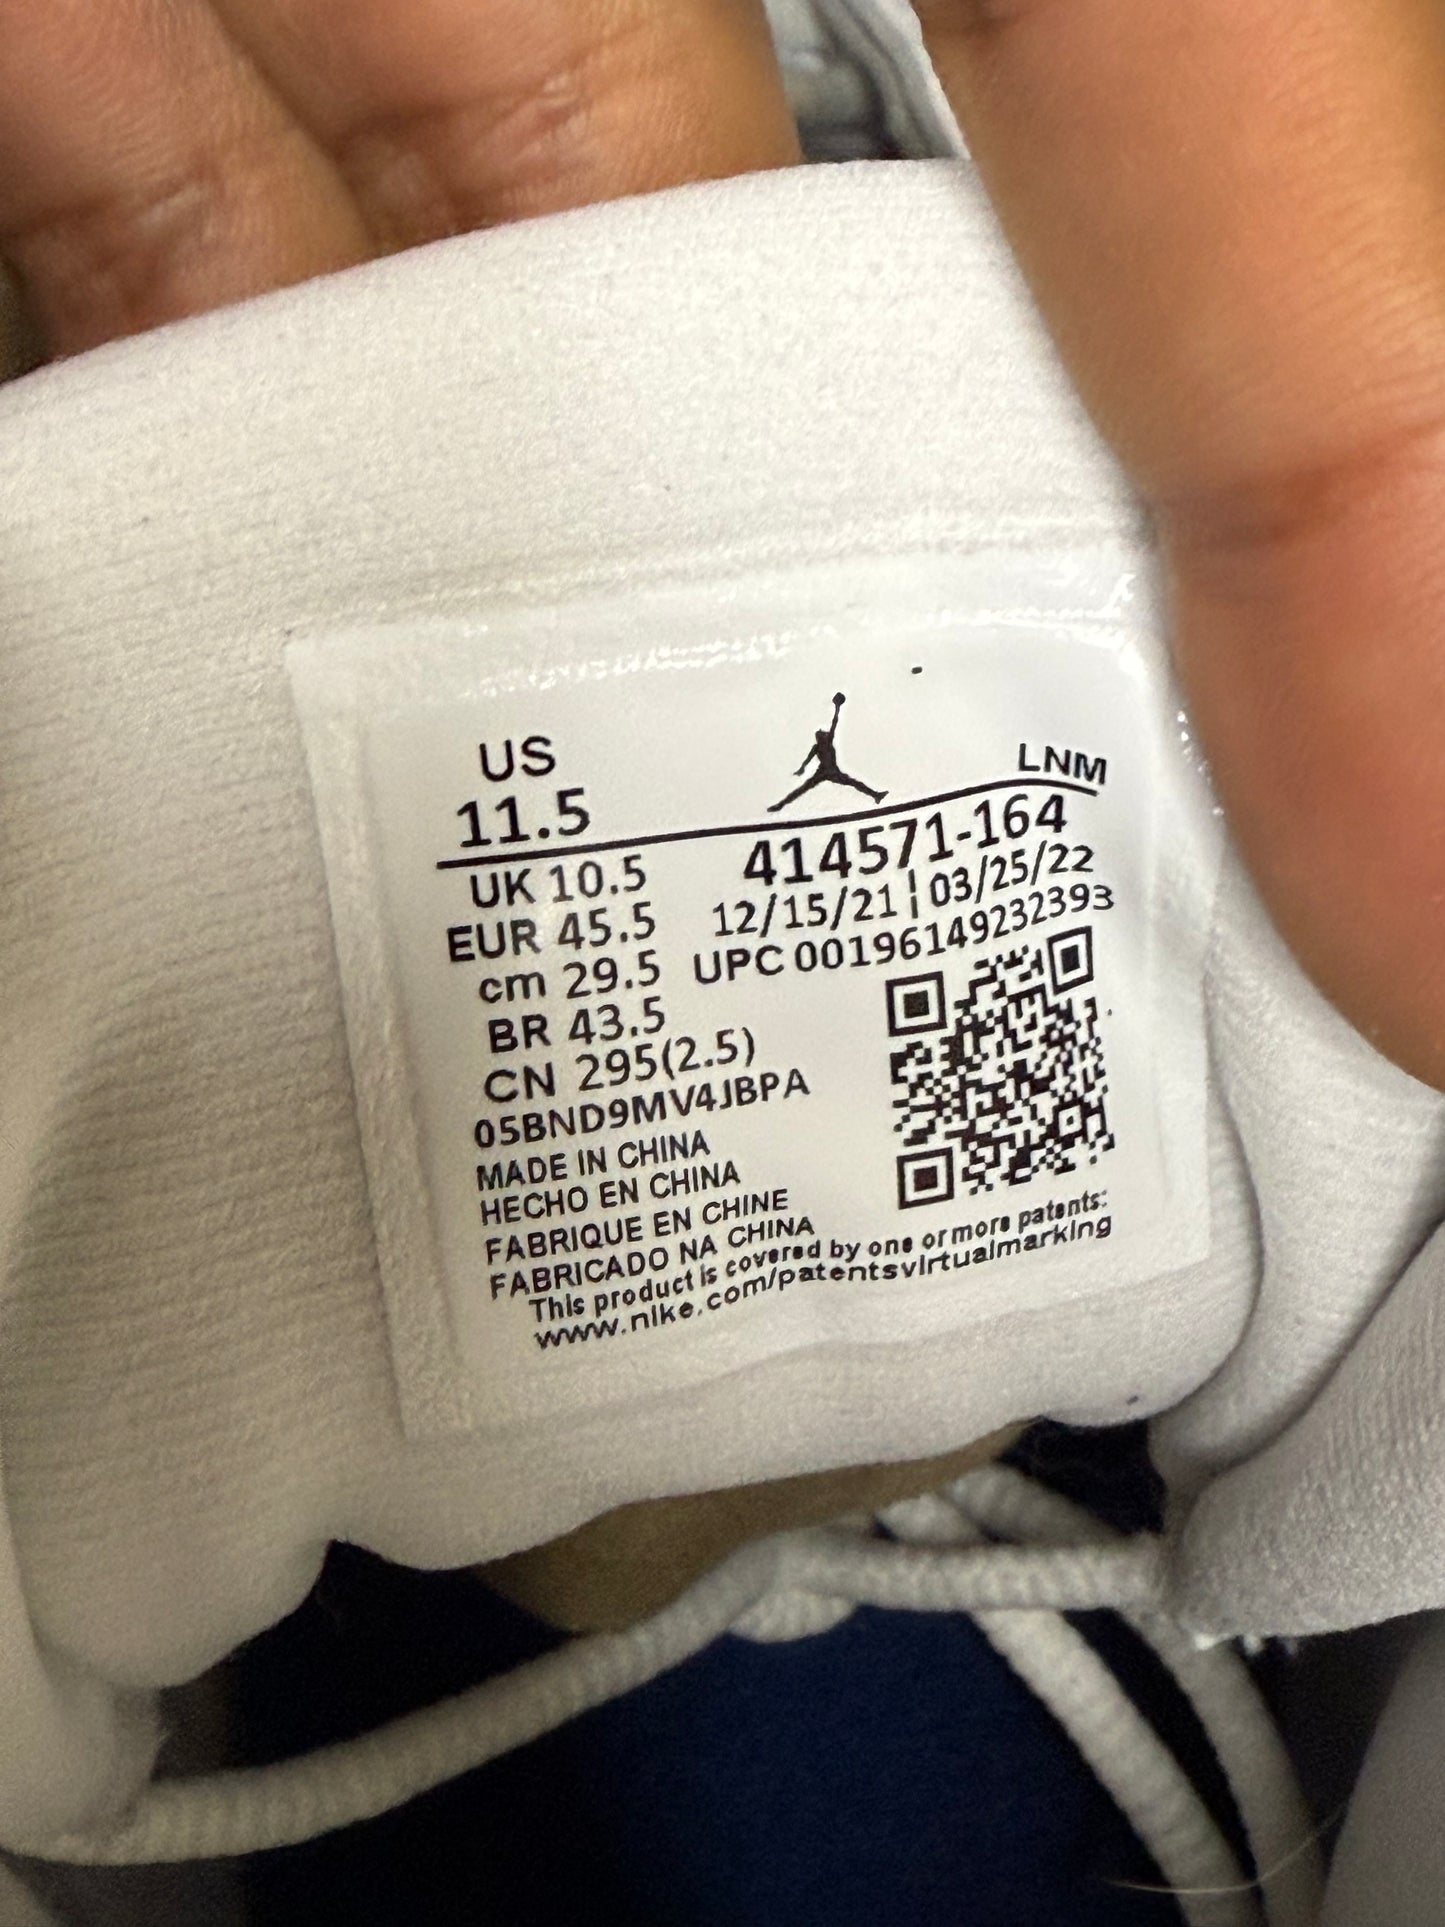 US LNM
11.5
UK 10.5 414571-164
EUR 45.5 12/15/21 ¦ 03/25/22
cm 29.5 UPC 00196149232393
BR 43.5
CN 295(2.5)
05BND9MV4JBPA
MADE IN CHINA
HECHO EN CHINA
FABRIQUE EN CHINE
FABRICADO NA CHINA
This product is covered by one or more patents:
www.nike.com/patentsvirtualmarking